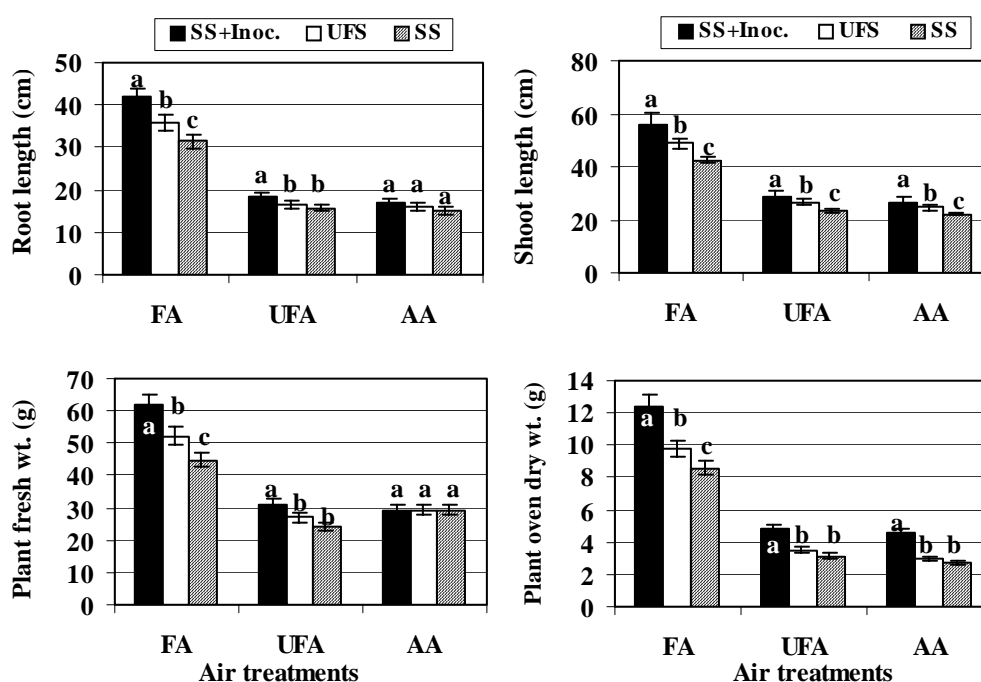 SS+Inoc. UFS SS
Root length (cm)
50
40
30
20
10
0
a b c
a b b
a a a
FA UFA AA
SS+Inoc. UFS SS
Shoot length (cm)
80
60
40
20
0
a b c
a b c
a b c
FA UFA AA
Plant fresh wt. (g)
70
60
50
40
30
20
10
0
a b c
a b b
a a a
FA UFA AA
Air treatments
Plant oven dry wt. (g)
14
12
10
8
6
4
2
0
a b c
a b b
a b b
FA UFA AA
Air treatments